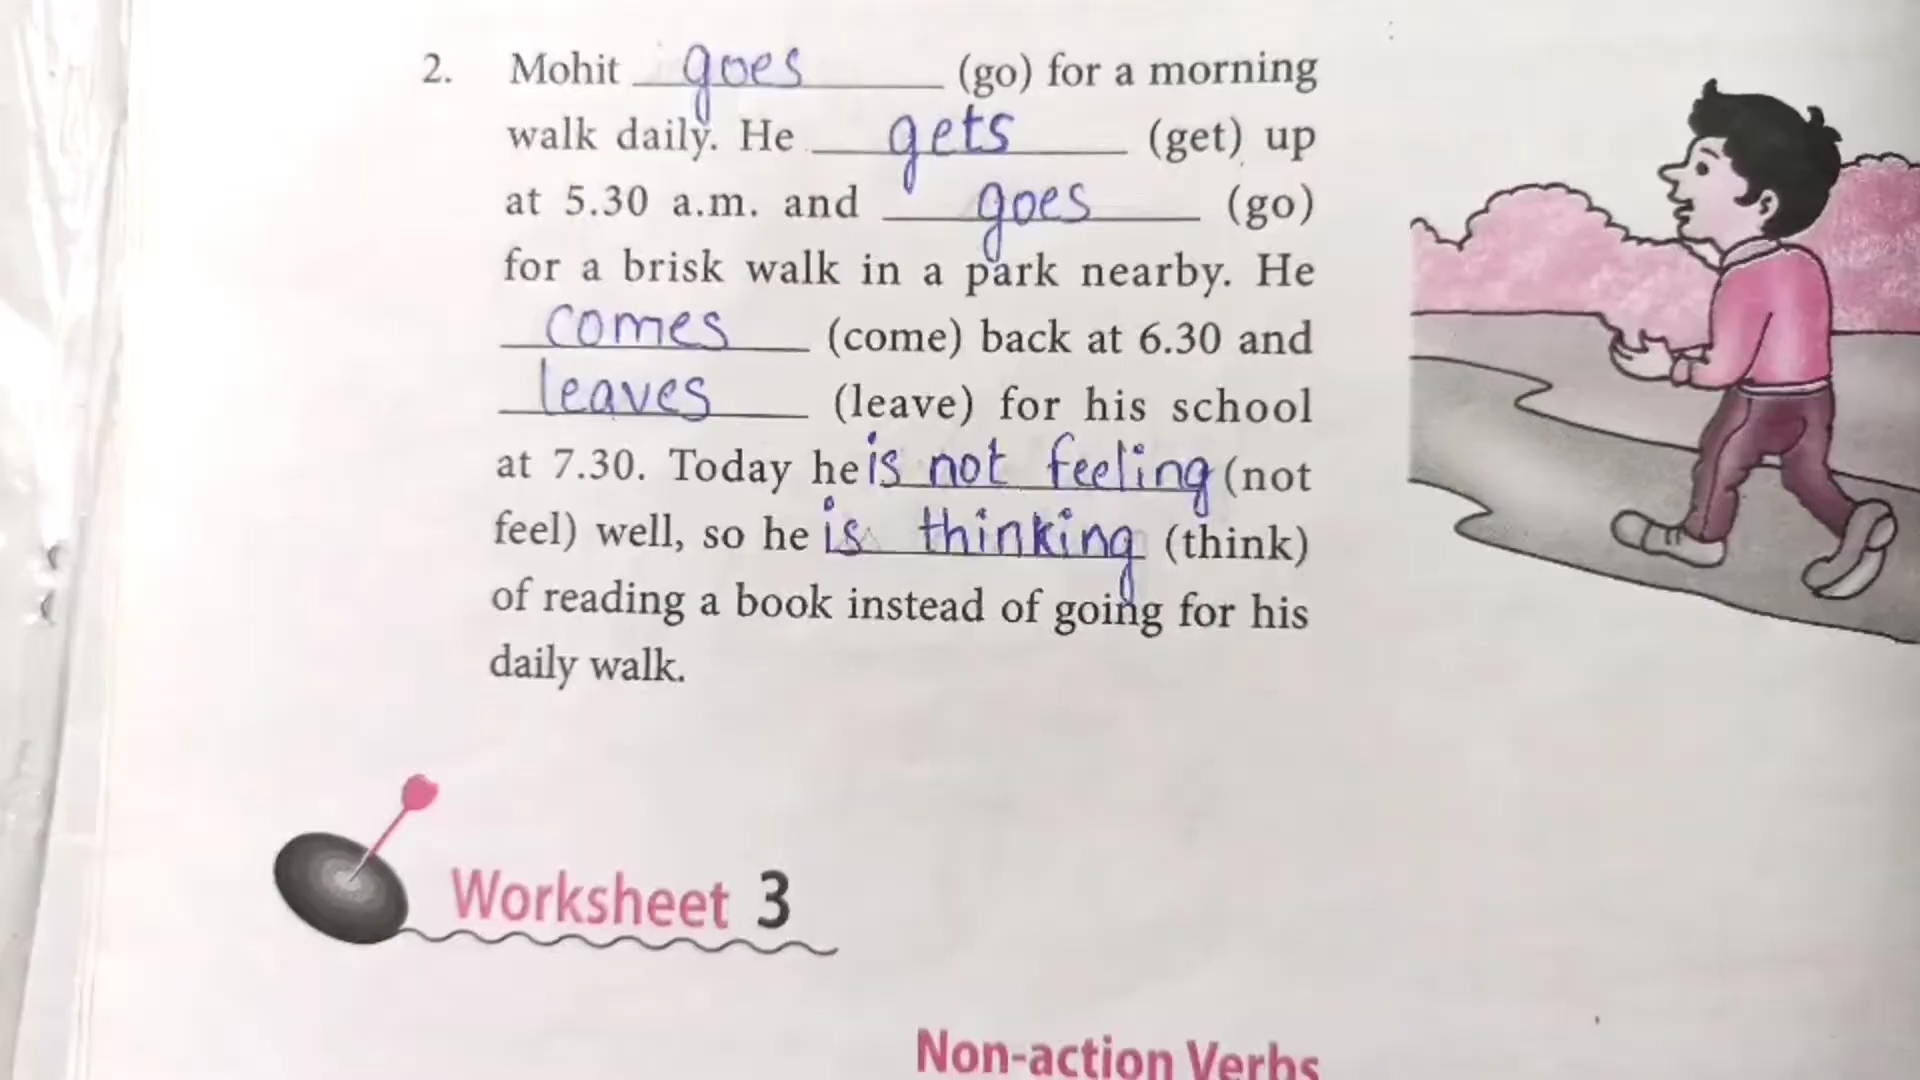 2. Mohit goes (go) for a morning
walk daily. He gets (get) up
at 5.30 a.m. and goes (go)
for a brisk walk in a park nearby. He
comes (come) back at 6.30 and
leaves (leave) for his school
at 7.30. Today he is not feeling (not
feel) well, so he is thinking (think)
of reading a book instead of going for his
daily walk.
Worksheet 3
Non-action Verbs